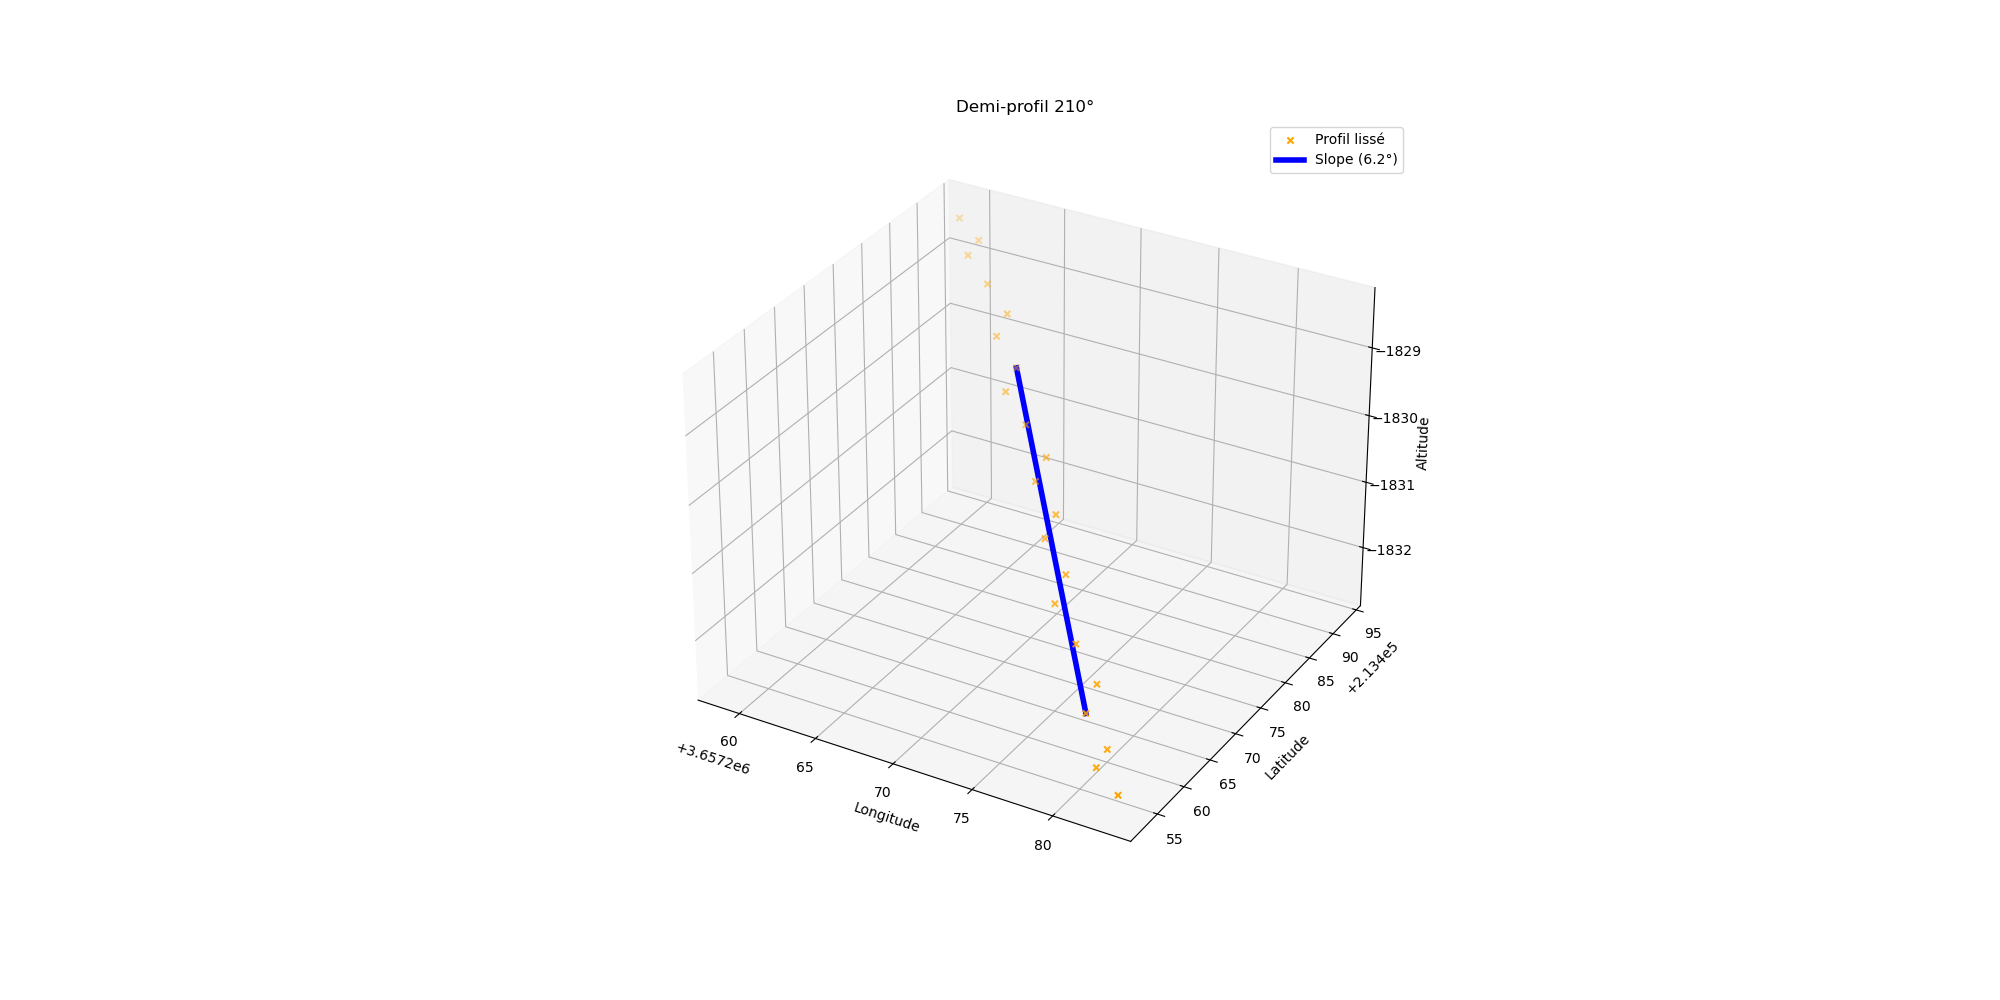 Demi-profil 210°
Profil lissé
Slope (6.2°)
−1829
−1830
−1831
−1832
Altitude
95
90
85
80
75
70
65
60
55
+2.134e5
Latitude
60
65
70
75
80
+3.6572e6
Longitude